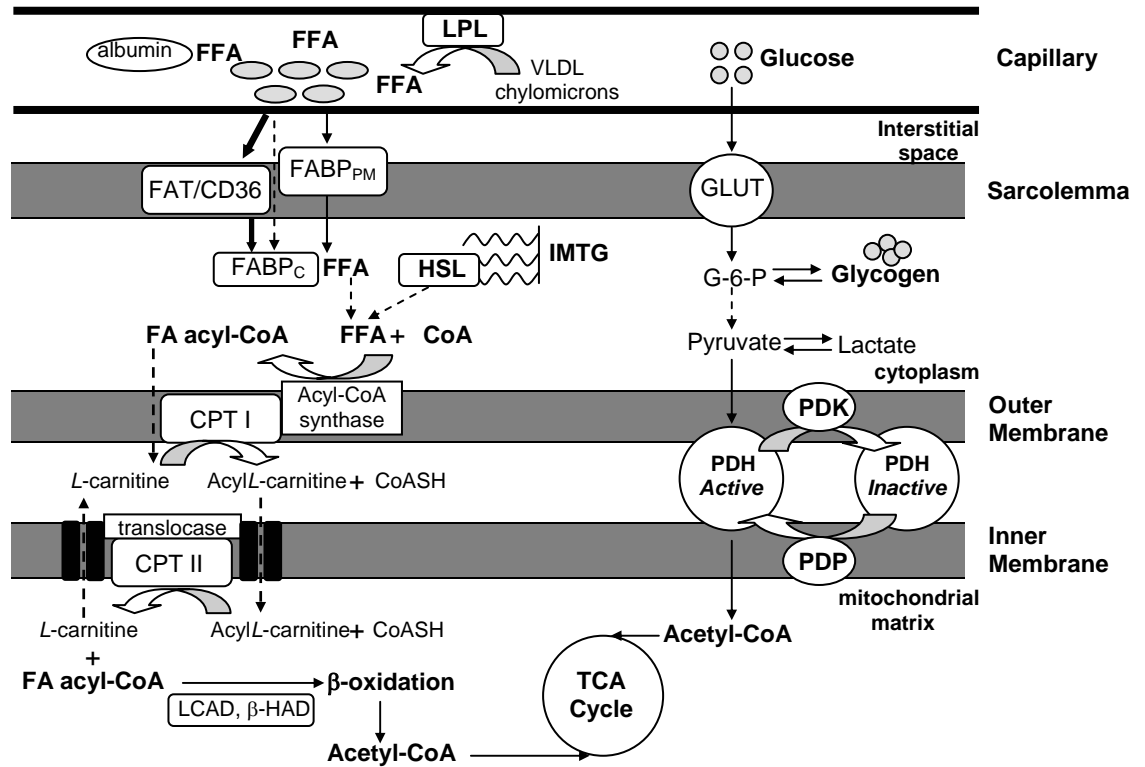 LPL
albumin
FFA
FFA
FFA
VLDL
chylomicrons
Glucose
Capillary
Interstitial
space
FAT/CD36
FABPPM
GLUT
Sarcolemma
FABPC
FFA
HSL
IMTG
G-6-P
Glycogen
FA acyl-CoA
FFA + CoA
Pyruvate
Lactate
cytoplasm
Acyl-CoA
synthase
CPT I
PDK
Outer
Membrane
L-carnitine
AcylL-carnitine + CoASH
PDH
Active
PDH
Inactive
translocase
CPT II
PDP
Inner
Membrane
mitochondrial
matrix
L-carnitine
AcylL-carnitine + CoASH
+
FA acyl-CoA
β-oxidation
LCAD, β-HAD
Acetyl-CoA
Acetyl-CoA
TCA
Cycle